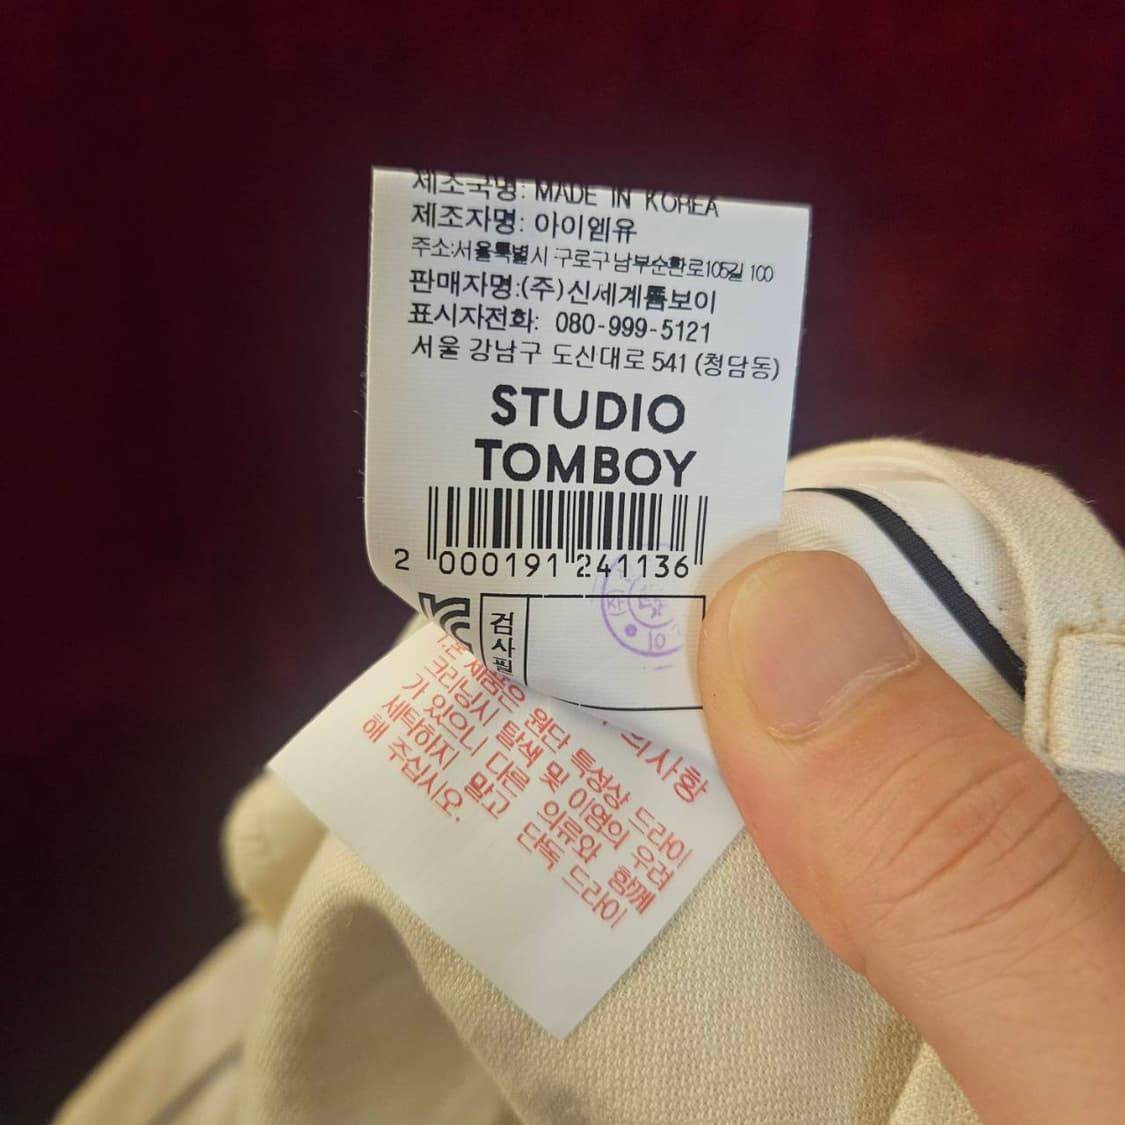 제조국명: MADE IN KOREA
제조자명: 아이엠유
주소:서울특별시 구로구 남부순환로105길 100
판매자명:(주)신세계톰보이
표시자전화: 080-999-5121
서울 강남구 도산대로 541 (청담동)
STUDIO
TOMBOY
2 000191 241136
검사필
의사항
제품은 원단 특성상 드라이
크리닝시 탈색 및 이염의 우려
가 있으니 다른 의류와 함께
세탁하지 말고 단독 드라이
해 주십시오.